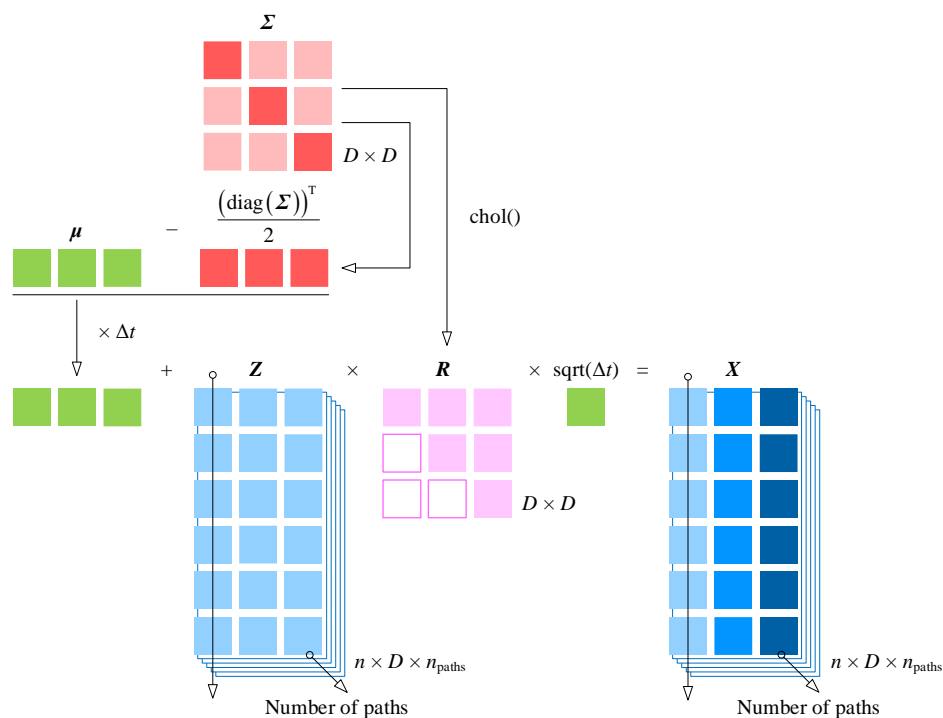 Σ
D × D
(diag(Σ))ᵀ
μ − 2
chol()
× Δt
+ Z × R × sqrt(Δt) = X
D × D
n × D × n_paths n × D × n_paths
Number of paths Number of paths